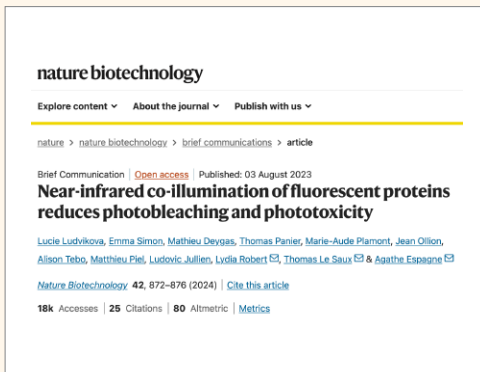 nature biotechnology
Explore content About the journal Publish with us
nature > nature biotechnology > brief communications > article
Brief Communication | Open access | Published: 03 August 2023
Near-infrared co-illumination of fluorescent proteins
reduces photobleaching and phototoxicity
Lucie Ludvikova, Emma Simon, Mathieu Deygas, Thomas Panier, Marie-Aude Plamont, Jean Ollion,
Alison Tebo, Matthieu Piel, Ludovic Jullien, Lydia Robert, Thomas Le Saux & Agathe Espagne
Nature Biotechnology 42, 872–876 (2024) | Cite this article
18k Accesses | 25 Citations | 80 Altmetric | Metrics